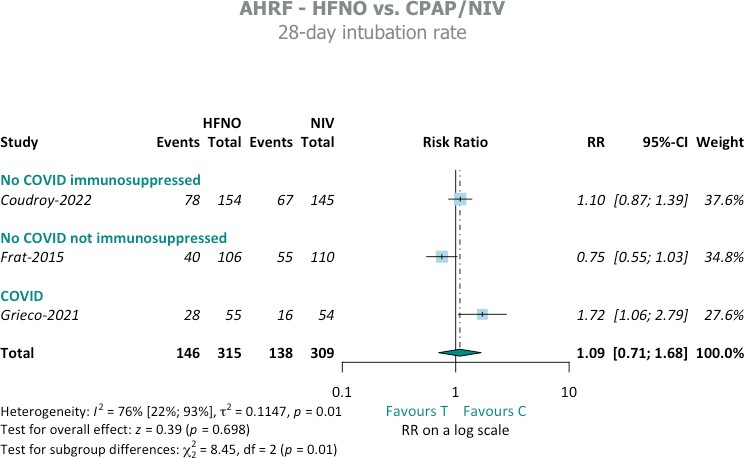 AHRF - HFNO vs. CPAP/NIV
28-day intubation rate
HFNO NIV
Study Events Total Events Total Risk Ratio RR 95%-CI Weight
No COVID immunosuppressed
Coudroy-2022 78 154 67 145 1.10 [0.87; 1.39] 37.6%
No COVID not immunosuppressed
Frat-2015 40 106 55 110 0.75 [0.55; 1.03] 34.8%
COVID
Grieco-2021 28 55 16 54 1.72 [1.06; 2.79] 27.6%
Total 146 315 138 309 1.09 [0.71; 1.68] 100.0%
0.1 1 10
Heterogeneity: I² = 76% [22%; 93%], τ² = 0.1147, p = 0.01 Favours T Favours C
Test for overall effect: z = 0.39 (p = 0.698) RR on a log scale
Test for subgroup differences: χ²₂ = 8.45, df = 2 (p = 0.01)